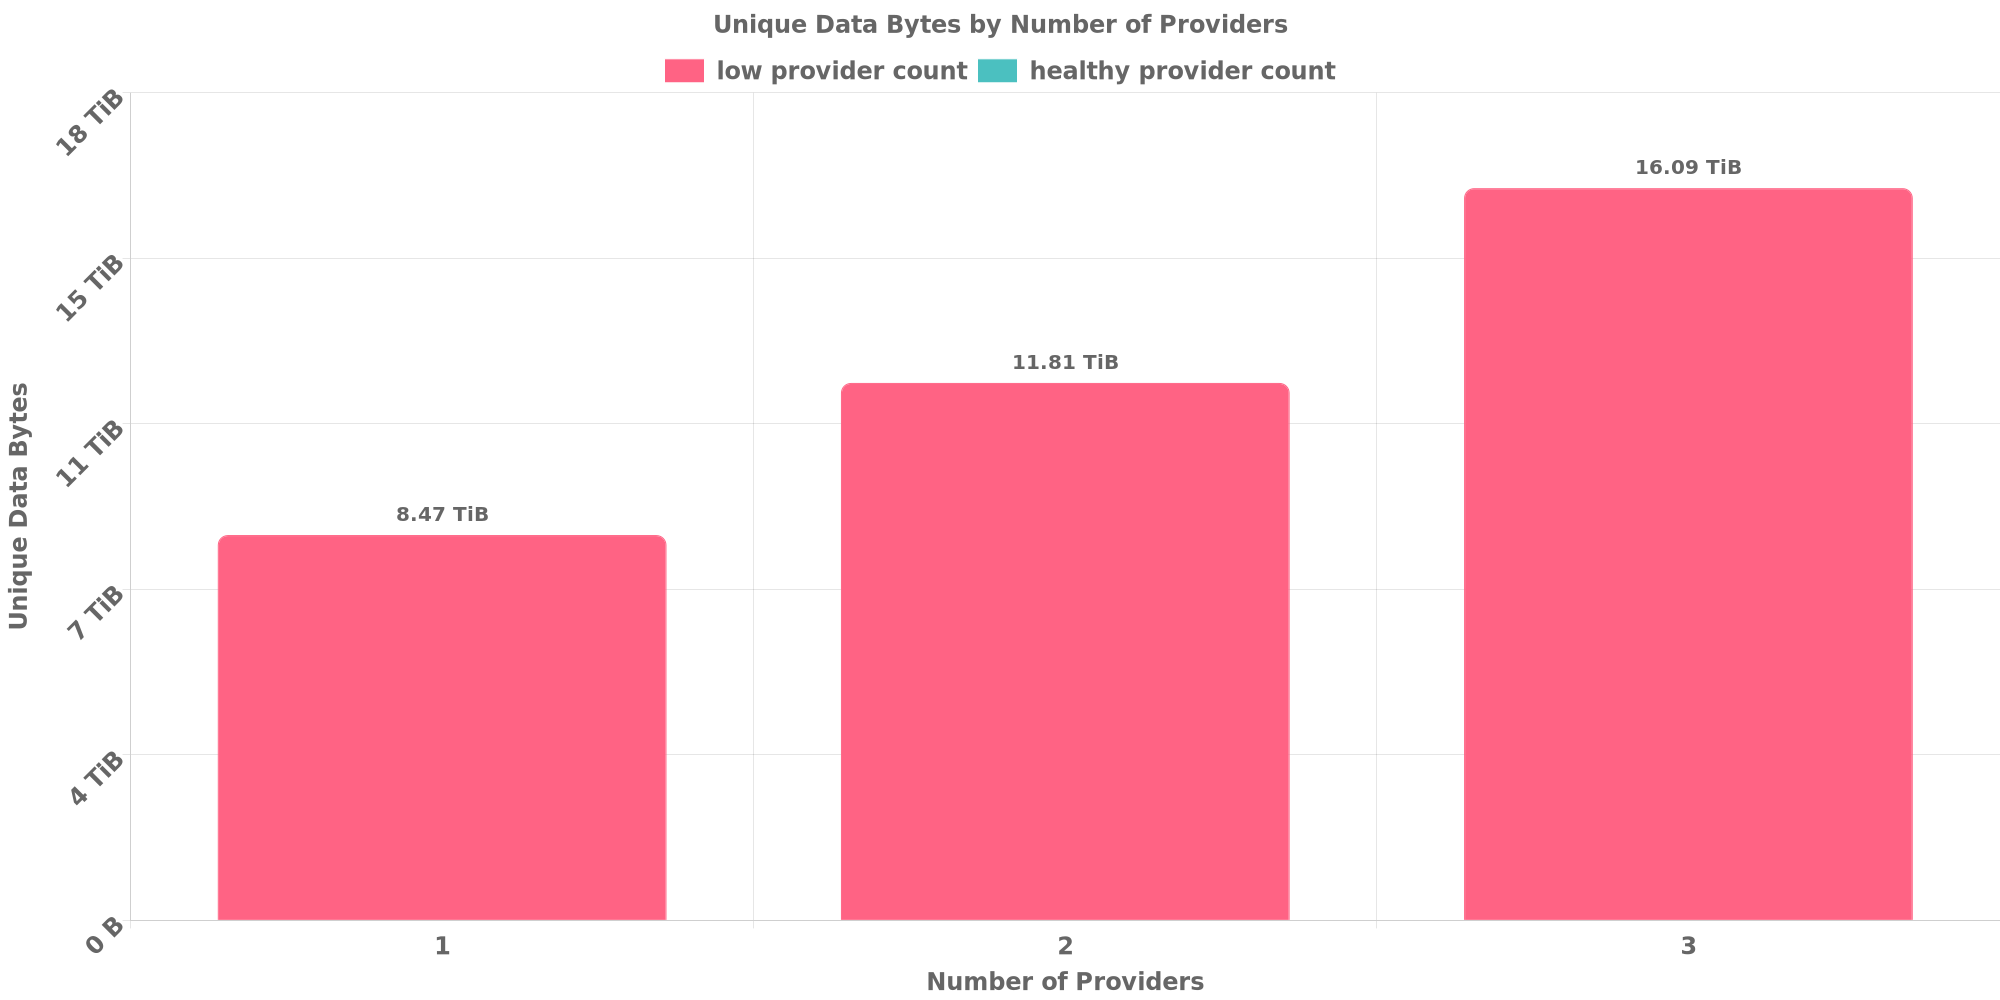 Unique Data Bytes by Number of Providers
low provider count healthy provider count
18 TiB
15 TiB
11 TiB
7 TiB
4 TiB
0 B
Unique Data Bytes
8.47 TiB
11.81 TiB
16.09 TiB
1 2 3
Number of Providers